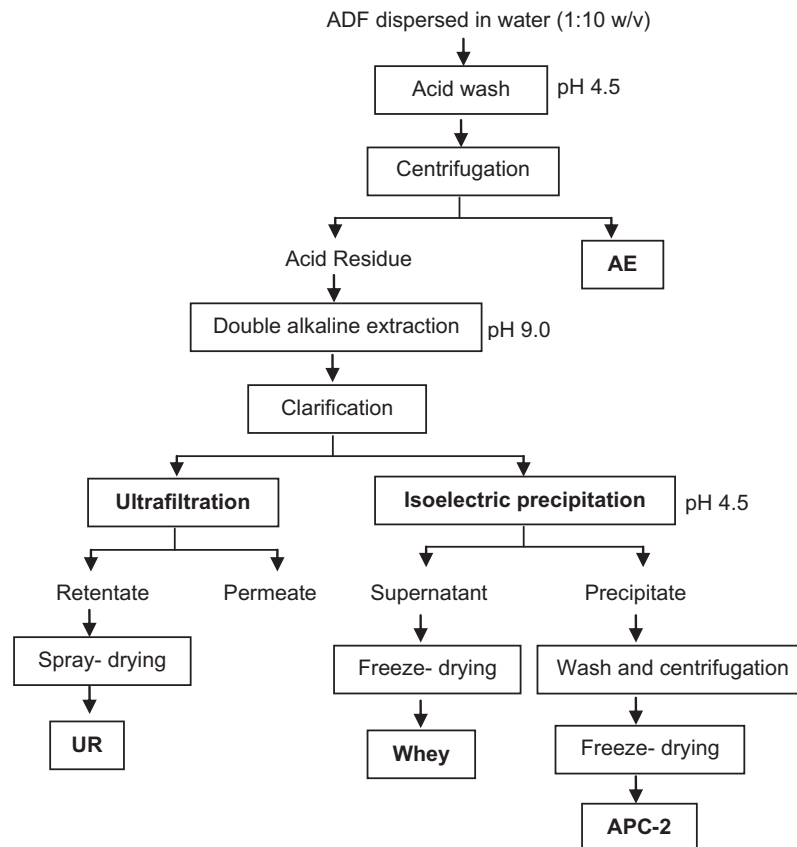 ADF dispersed in water (1:10 w/v)
Acid wash
pH 4.5
Centrifugation
Acid Residue
AE
Double alkaline extraction
pH 9.0
Clarification
Ultrafiltration
Isoelectric precipitation
pH 4.5
Retentate
Permeate
Supernatant
Precipitate
Spray- drying
Freeze- drying
Wash and centrifugation
UR
Whey
Freeze- drying
APC-2